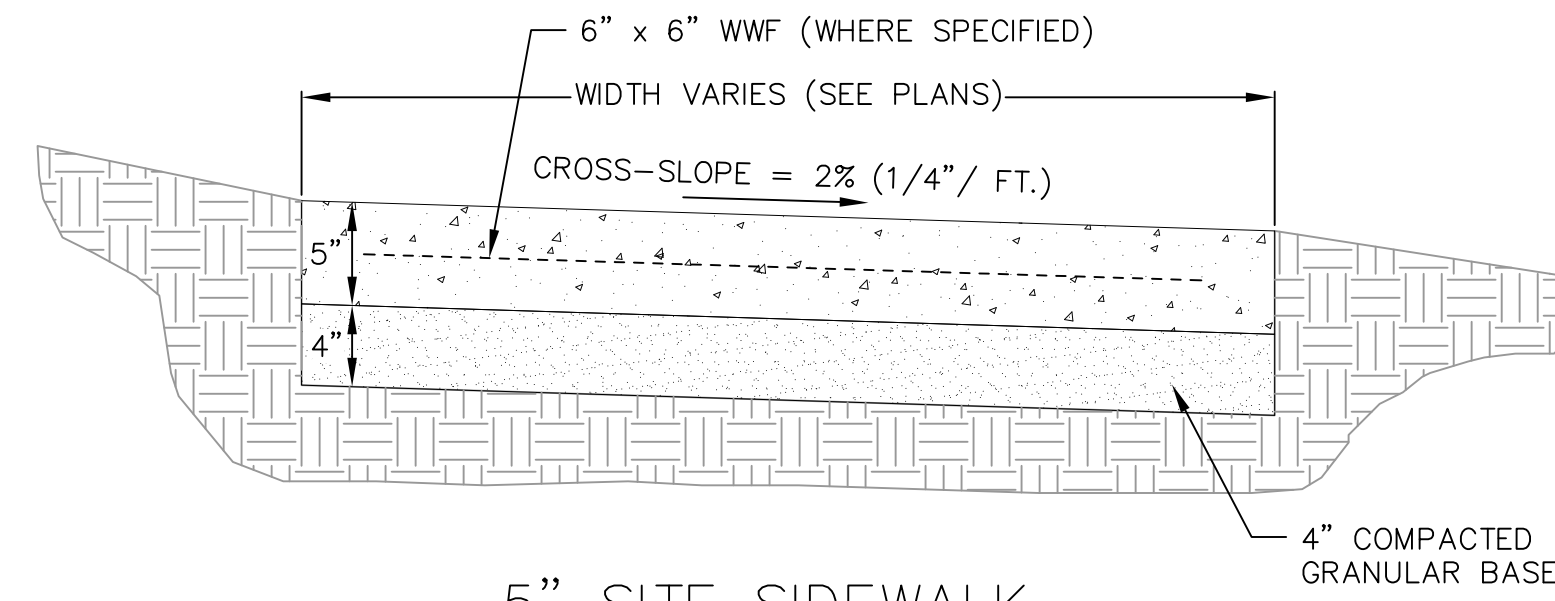 6” x 6” WWF (WHERE SPECIFIED)
WIDTH VARIES (SEE PLANS)
CROSS-SLOPE = 2% (1/4”/ FT.)
5”
4”
4” COMPACTED
GRANULAR BASE
5” SITE SIDEWALK